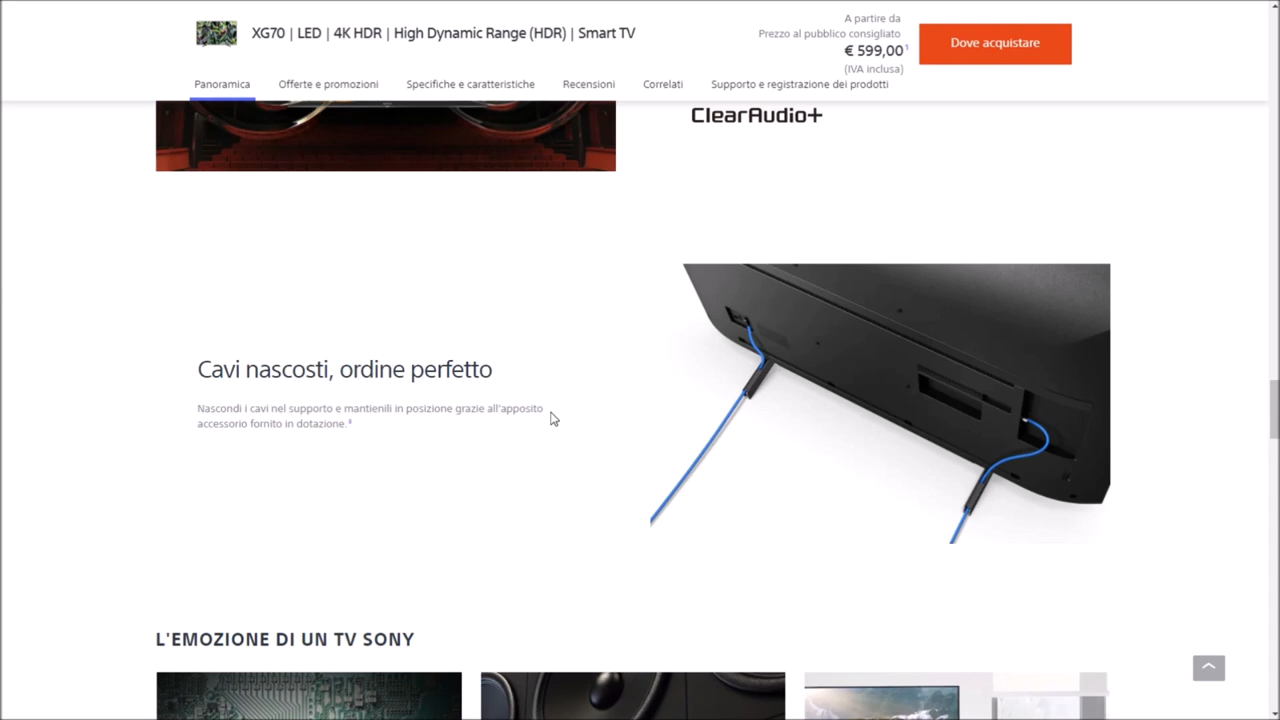 XG70 | LED | 4K HDR | High Dynamic Range (HDR) | Smart TV
A partire da
Prezzo al pubblico consigliato
€ 599,00¹
(IVA inclusa)
Dove acquistare
Panoramica
Offerte e promozioni
Specifiche e caratteristiche
Recensioni
Correlati
Supporto e registrazione dei prodotti
ClearAudio+
Cavi nascosti, ordine perfetto
Nascondi i cavi nel supporto e mantienili in posizione grazie all'apposito
accessorio fornito in dotazione.⁸
L'EMOZIONE DI UN TV SONY